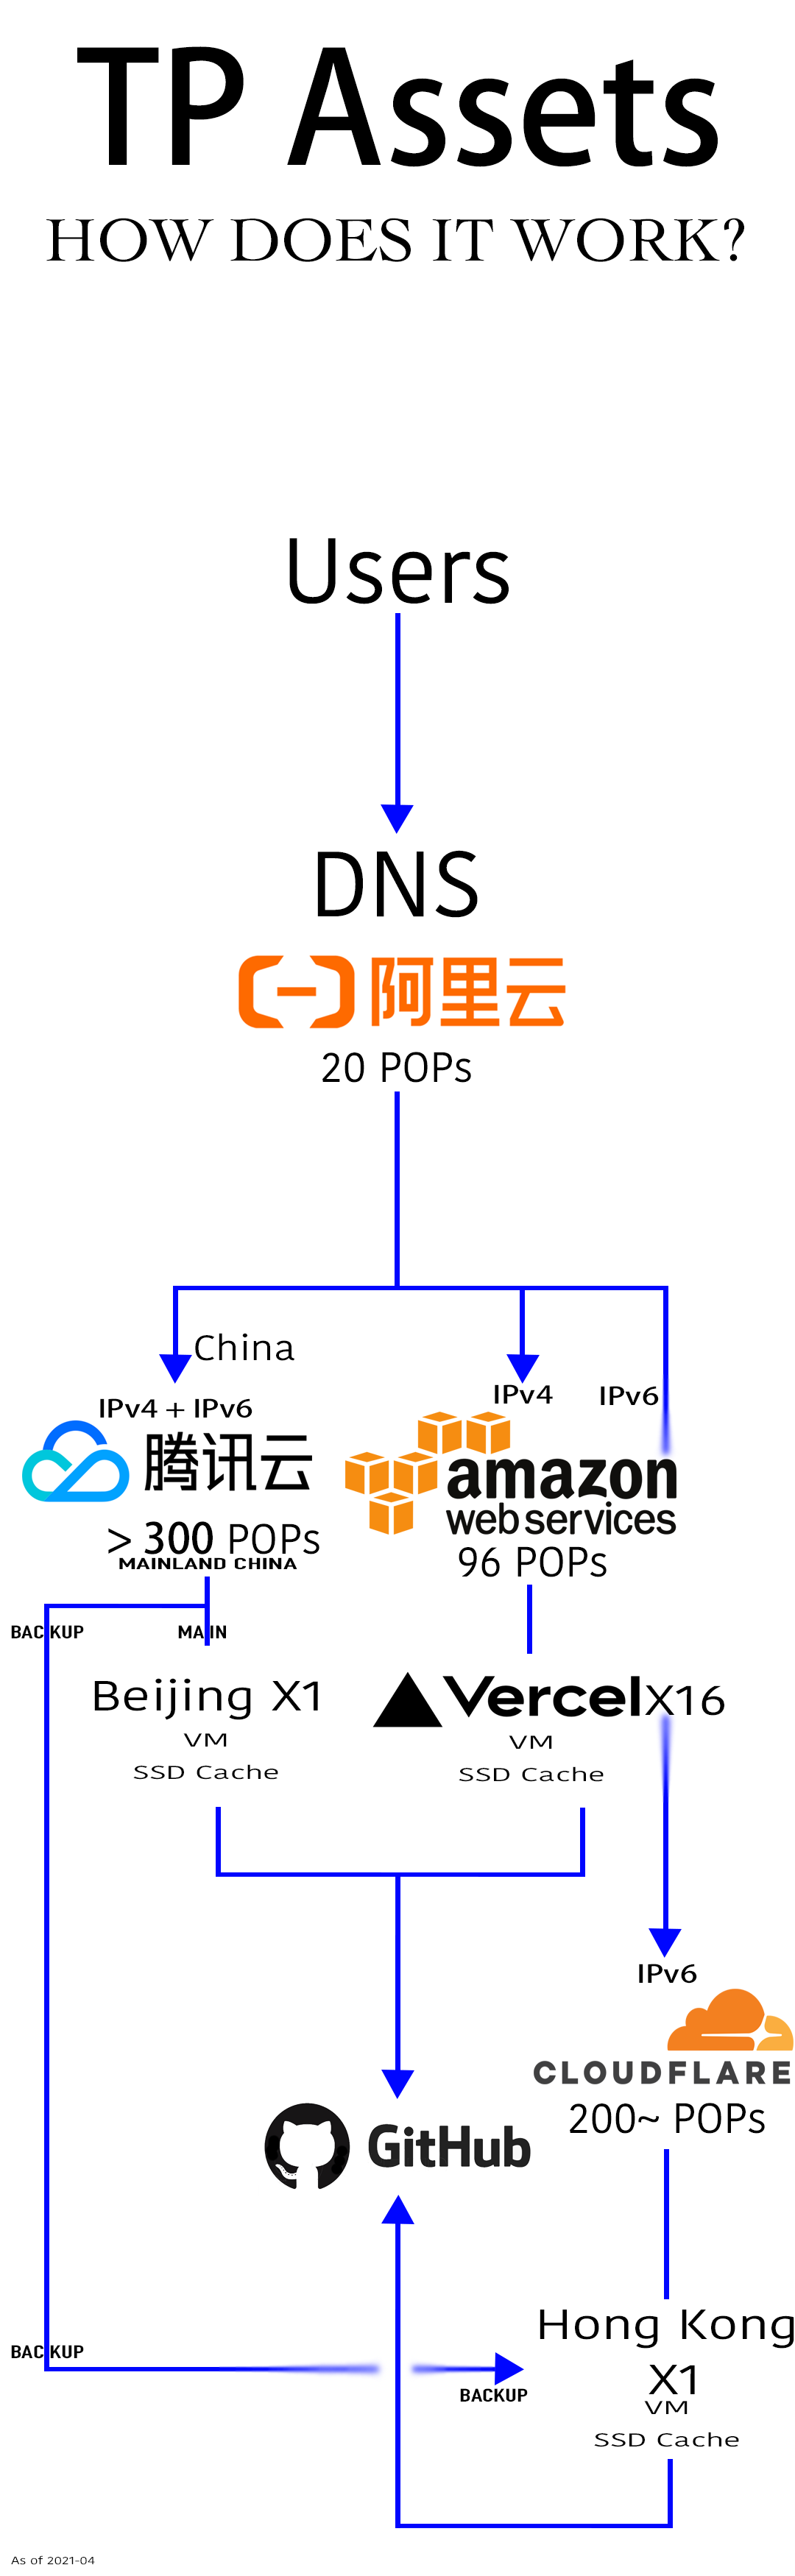 TP Assets
HOW DOES IT WORK?
Users
DNS
阿里云
20 POPs
China
IPv4 + IPv6
腾讯云
> 300 POPs
MAINLAND CHINA
IPv4
IPv6
amazon
web services
96 POPs
BACKUP
MAIN
Beijing X1
VM
SSD Cache
Vercel X16
VM
SSD Cache
IPv6
CLOUDFLARE
200~ POPs
GitHub
Hong Kong
X1
VM
SSD Cache
BACKUP
BACKUP
As of 2021-04